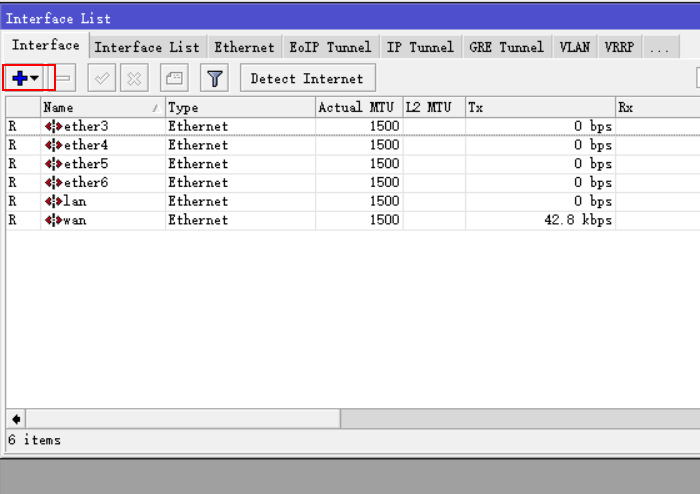 Interface List
Interface Interface List Ethernet EoIP Tunnel IP Tunnel GRE Tunnel VLAN VRRP ...
Detect Internet
Name / Type Actual MTU L2 MTU Tx Rx
R ether3 Ethernet 1500 0 bps
R ether4 Ethernet 1500 0 bps
R ether5 Ethernet 1500 0 bps
R ether6 Ethernet 1500 0 bps
R lan Ethernet 1500 0 bps
R wan Ethernet 1500 42.8 kbps
6 items